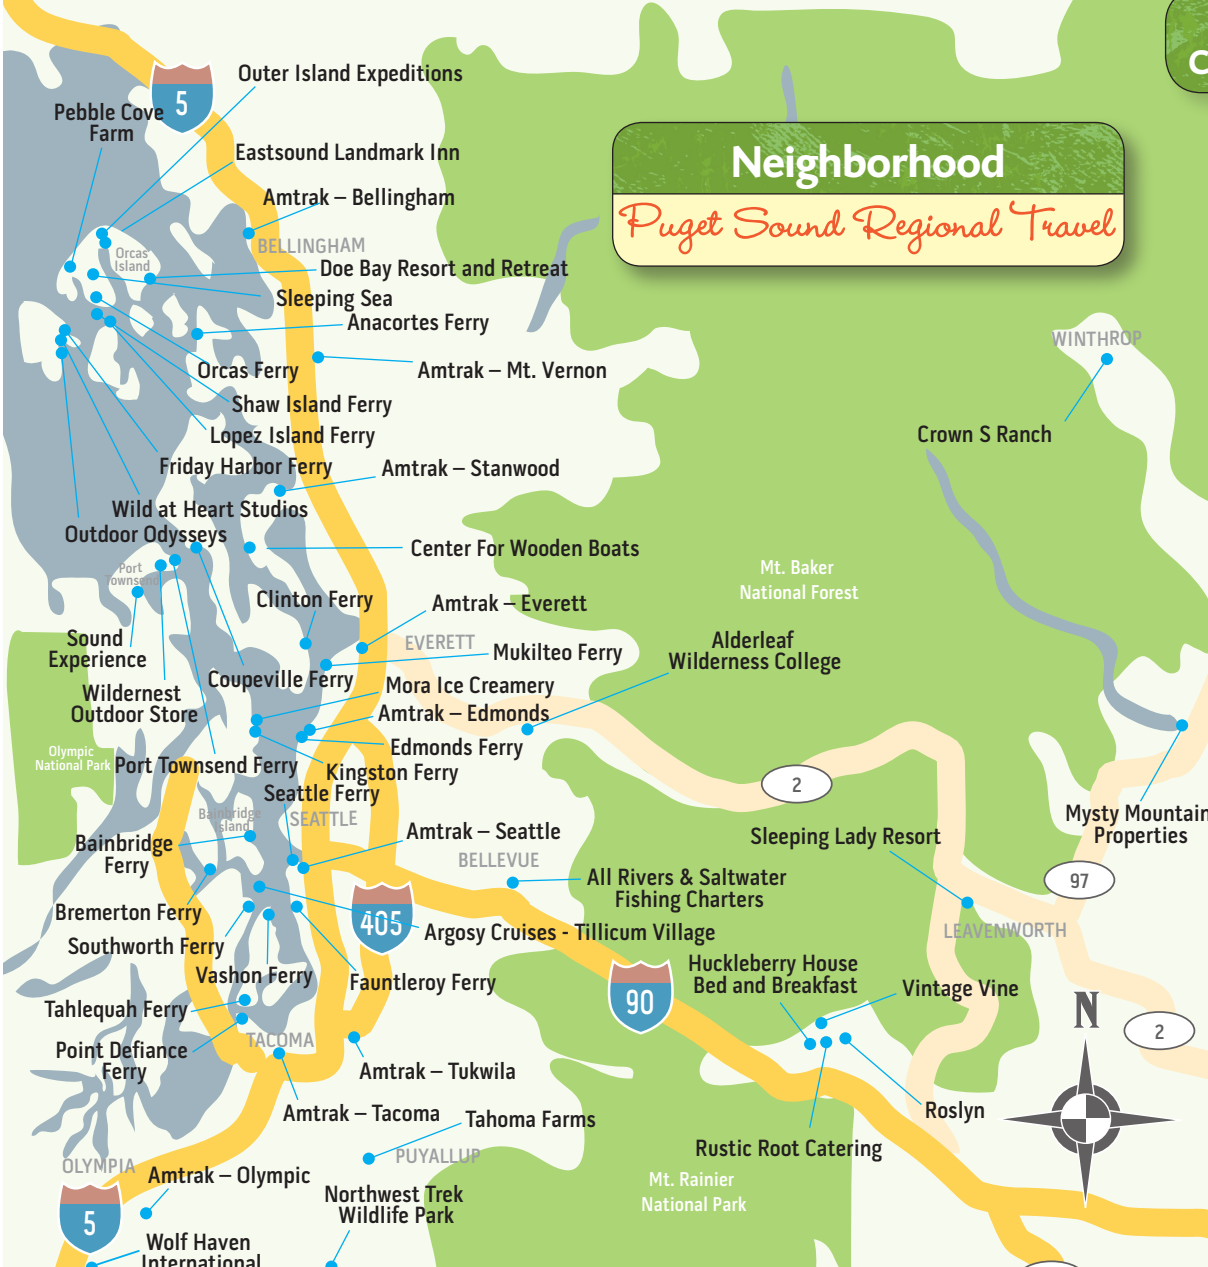 C
Neighborhood
Puget Sound Regional Travel
5
Outer Island Expeditions
Pebble Cove
Farm
Eastsound Landmark Inn
Amtrak – Bellingham
BELLINGHAM
Orcas
Island
Doe Bay Resort and Retreat
Sleeping Sea
Anacortes Ferry
Orcas Ferry
Amtrak – Mt. Vernon
Shaw Island Ferry
Lopez Island Ferry
Friday Harbor Ferry
Amtrak – Stanwood
Wild at Heart Studios
Outdoor Odysseys
Center For Wooden Boats
WINTHROP
Crown S Ranch
Mt. Baker
National Forest
Port
Townsend
Clinton Ferry
Amtrak – Everett
EVERETT
Mukilteo Ferry
Alderleaf
Wilderness College
Sound
Experience
Wildernest
Outdoor Store
Coupeville Ferry
Mora Ice Creamery
Amtrak – Edmonds
Edmonds Ferry
Olympic
National Park
Port Townsend Ferry
Kingston Ferry
Seattle Ferry
2
Bainbridge
Island
SEATTLE
Mysty Mountain
Properties
Bainbridge
Ferry
Amtrak – Seattle
Sleeping Lady Resort
BELLEVUE
97
All Rivers & Saltwater
Fishing Charters
Bremerton Ferry
405
Argosy Cruises - Tillicum Village
LEAVENWORTH
Southworth Ferry
Vashon Ferry
Fauntleroy Ferry
Huckleberry House
Bed and Breakfast
Vintage Vine
90
Tahlequah Ferry
N
2
TACOMA
Point Defiance
Ferry
Amtrak – Tukwila
Amtrak – Tacoma
Tahoma Farms
Roslyn
Rustic Root Catering
PUYALLUP
OLYMPIA
Amtrak – Olympic
Mt. Rainier
National Park
Northwest Trek
Wildlife Park
5
Wolf Haven
International